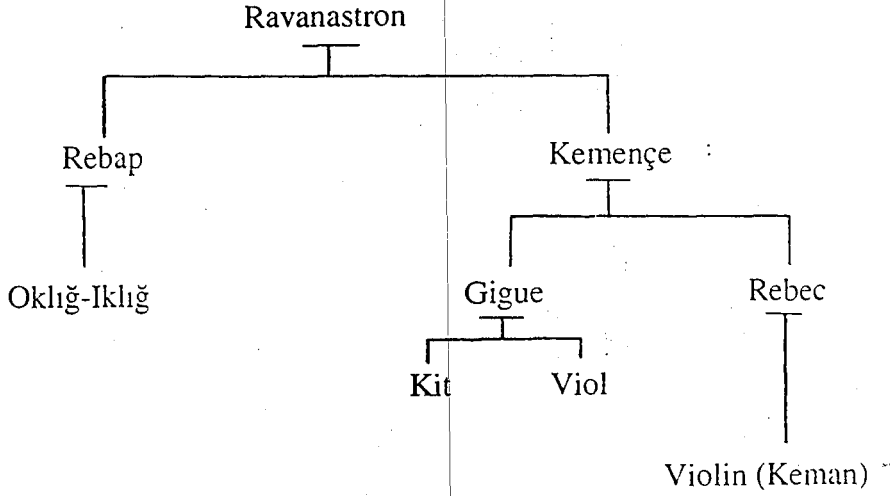 Ravanastron
Rebap
Kemençe :
Oklığ-Iklığ
Gigue
Rebec
Kit
Viol
Violin (Keman)